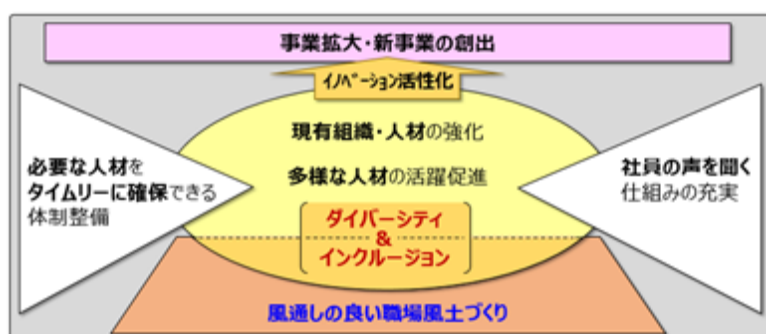 事業拡大・新事業の創出
イノベーション活性化
現有組織・人材の強化
多様な人材の活躍促進
必要な人材を
タイムリーに確保できる
体制整備
社員の声を聞く
仕組みの充実
ダイバーシティ
&
インクルージョン
風通しの良い職場風土づくり